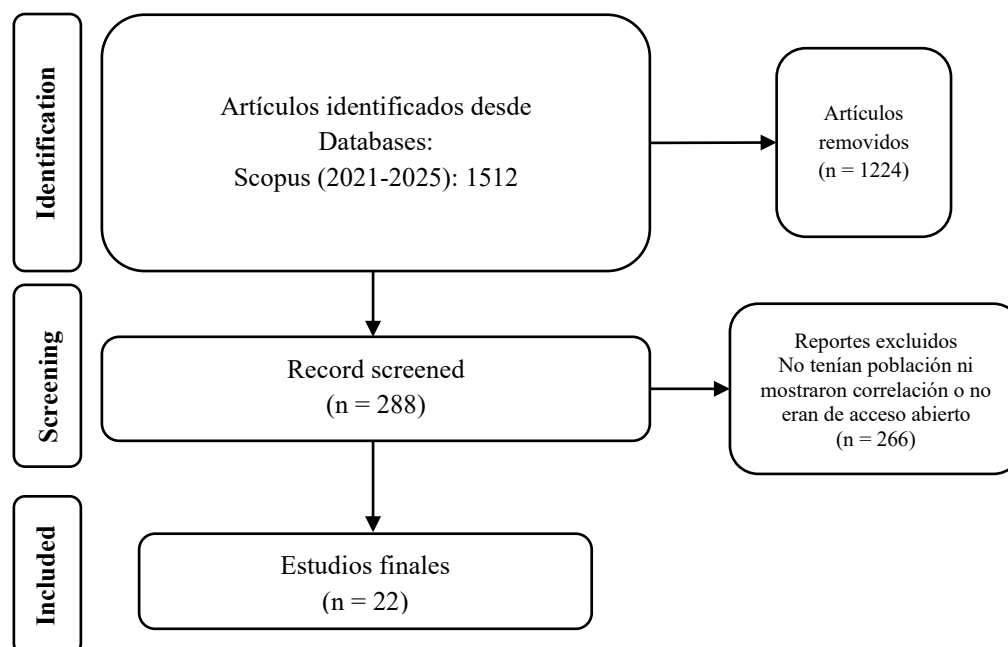 Identification
Artículos identificados desde
Databases:
Scopus (2021-2025): 1512
Artículos
removidos
(n = 1224)
Screening
Record screened
(n = 288)
Reportes excluidos
No tenían población ni
mostraron correlación o no
eran de acceso abierto
(n = 266)
Included
Estudios finales
(n = 22)